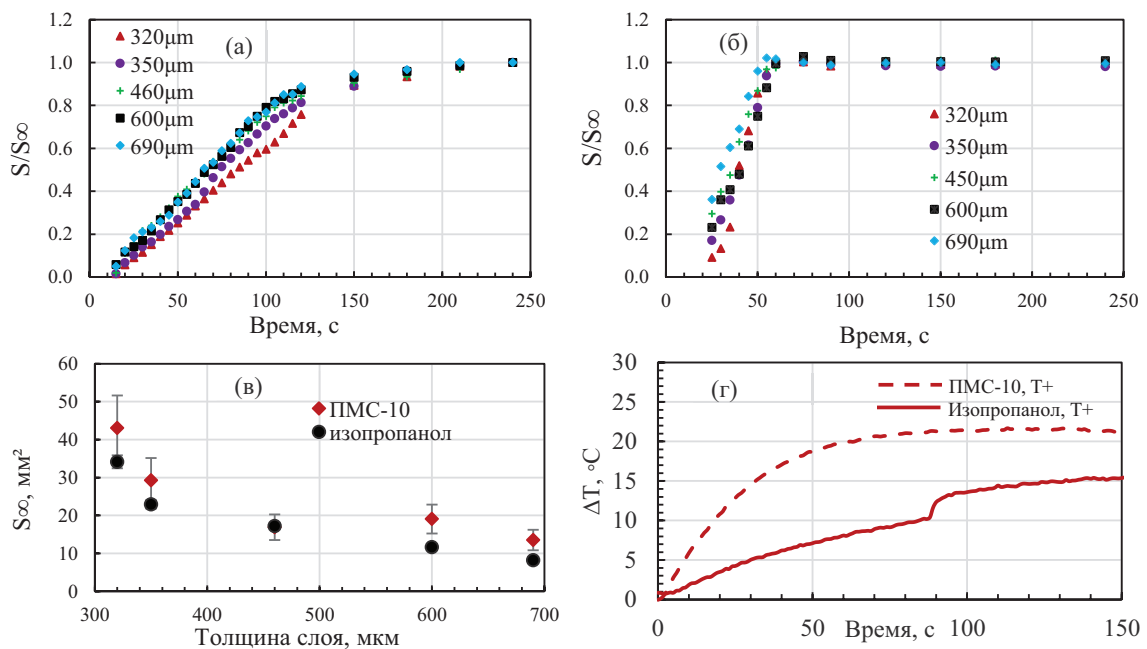 (а)
S/S∞
1.2
1.0
0.8
0.6
0.4
0.2
0.0
320μm
350μm
460μm
600μm
690μm
0 50 100 150 200 250
Время, с
(б)
S/S∞
1.2
1.0
0.8
0.6
0.4
0.2
0.0
320μm
350μm
450μm
600μm
690μm
0 50 100 150 200 250
Время, с
(в)
S∞, мм²
60
50
40
30
20
10
0
ПМС-10
изопропанол
300 400 500 600 700
Толщина слоя, мкм
(г)
ΔT, °C
30
25
20
15
10
5
0
ПМС-10, Т+
Изопропанол, Т+
0 50 100 150
Время, с